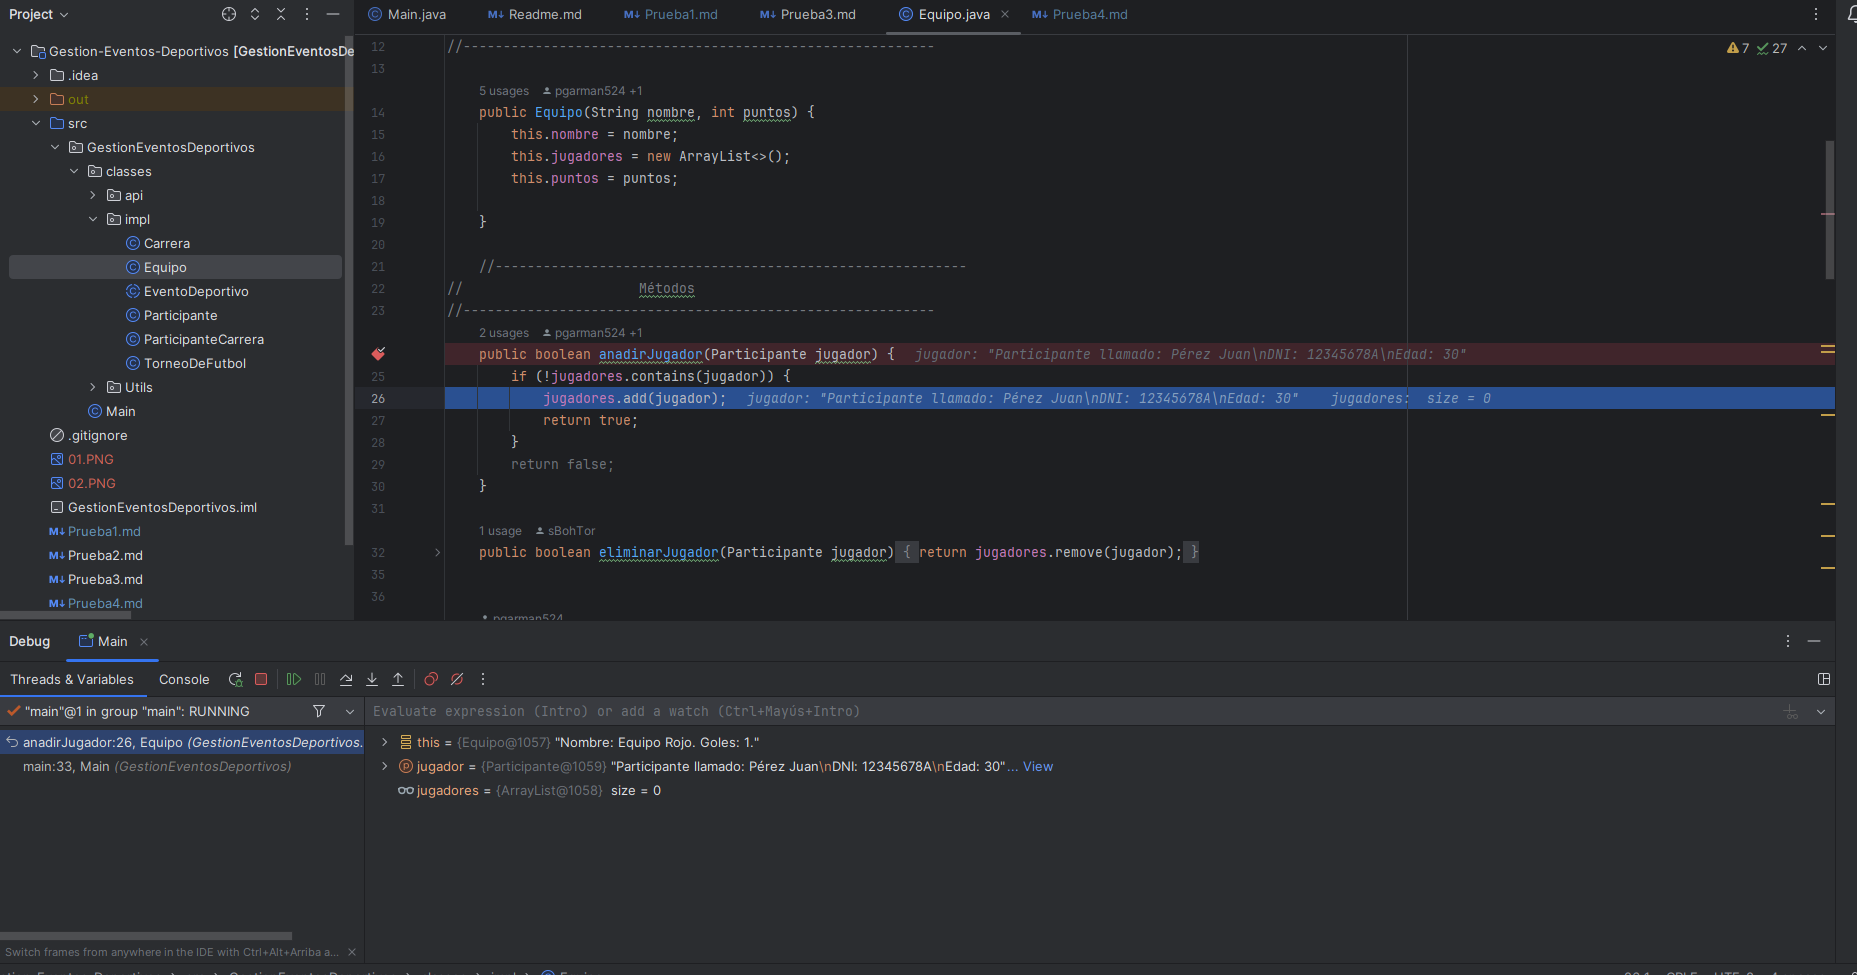 Project
Main.java
Readme.md
Prueba1.md
Prueba3.md
Equipo.java
Prueba4.md
Gestion-Eventos-Deportivos [GestionEventosDe
.idea
out
src
GestionEventosDeportivos
classes
api
impl
Carrera
Equipo
EventoDeportivo
Participante
ParticipanteCarrera
TorneoDeFutbol
Utils
Main
.gitignore
01.PNG
02.PNG
GestionEventosDeportivos.iml
Prueba1.md
Prueba2.md
Prueba3.md
Prueba4.md
7 27
12 //-----------------------------------------------------------
13
5 usages pgarman524 +1
14 public Equipo(String nombre, int puntos) {
15 this.nombre = nombre;
16 this.jugadores = new ArrayList<>();
17 this.puntos = puntos;
18
19 }
20
21 //-----------------------------------------------------------
22 // Métodos
23 //-----------------------------------------------------------
2 usages pgarman524 +1
public boolean anadirJugador(Participante jugador) { jugador: "Participante llamado: Pérez Juan\nDNI: 12345678A\nEdad: 30"
25 if (!jugadores.contains(jugador)) {
26 jugadores.add(jugador); jugador: "Participante llamado: Pérez Juan\nDNI: 12345678A\nEdad: 30" jugadores: size = 0
27 return true;
28 }
29 return false;
30 }
31
1 usage sBohTor
32 public boolean eliminarJugador(Participante jugador) { return jugadores.remove(jugador); }
35
36
pgarman524
Debug
Main
Threads & Variables
Console
"main"@1 in group "main": RUNNING
Evaluate expression (Intro) or add a watch (Ctrl+Mayús+Intro)
anadirJugador:26, Equipo (GestionEventosDeportivos.
main:33, Main (GestionEventosDeportivos)
this = {Equipo@1057} "Nombre: Equipo Rojo. Goles: 1."
jugador = {Participante@1059} "Participante llamado: Pérez Juan\nDNI: 12345678A\nEdad: 30"... View
jugadores = {ArrayList@1058} size = 0
Switch frames from anywhere in the IDE with Ctrl+Alt+Arriba a...